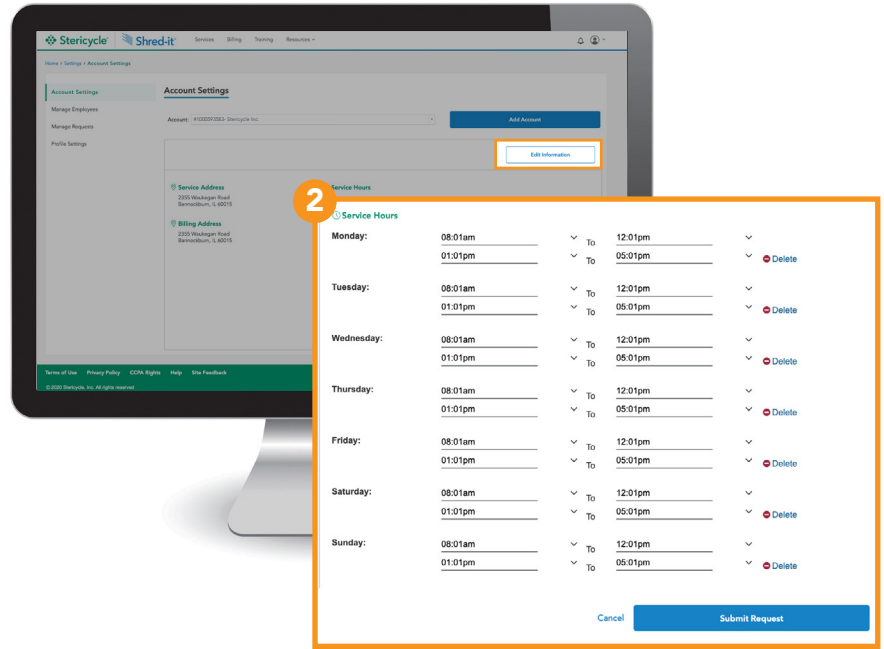 Stericycle® Shred-it® Services Billing Training Resources
Home > Settings > Account Settings
Account Settings
Manage Employees
Manage Requests
Profile Settings
Account Settings
Account: #1000593583- Stericycle Inc. Add Account
Edit Information
Service Address
2355 Waukegan Road
Bannockburn, IL 60015
Billing Address
2355 Waukegan Road
Bannockburn, IL 60015
Service Hours
Terms of Use Privacy Policy CCPA Rights Help Site Feedback
© 2020 Stericycle, Inc. All rights reserved
2
Service Hours
Monday: 08:01am To 12:01pm
01:01pm To 05:01pm Delete
Tuesday: 08:01am To 12:01pm
01:01pm To 05:01pm Delete
Wednesday: 08:01am To 12:01pm
01:01pm To 05:01pm Delete
Thursday: 08:01am To 12:01pm
01:01pm To 05:01pm Delete
Friday: 08:01am To 12:01pm
01:01pm To 05:01pm Delete
Saturday: 08:01am To 12:01pm
01:01pm To 05:01pm Delete
Sunday: 08:01am To 12:01pm
01:01pm To 05:01pm Delete
Cancel Submit Request